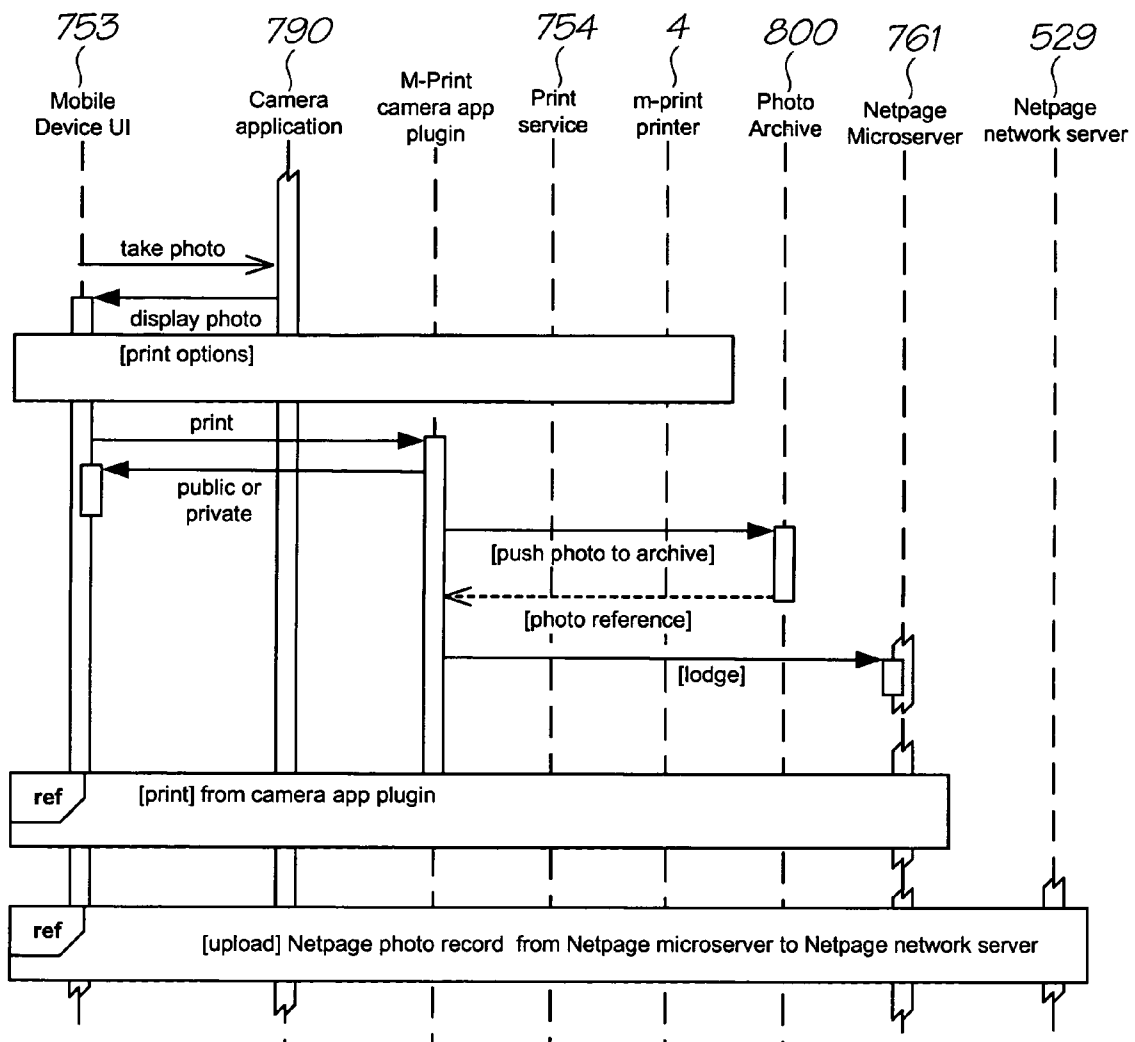 753
790
754
4
800
761
529
Mobile
Device UI
Camera
application
M-Print
camera app
plugin
Print
service
m-print
printer
Photo
Archive
Netpage
Microserver
Netpage
network server
take photo
display photo
[print options]
print
public or
private
[push photo to archive]
[photo reference]
[lodge]
ref
[print] from camera app plugin
ref
[upload] Netpage photo record from Netpage microserver to Netpage network server